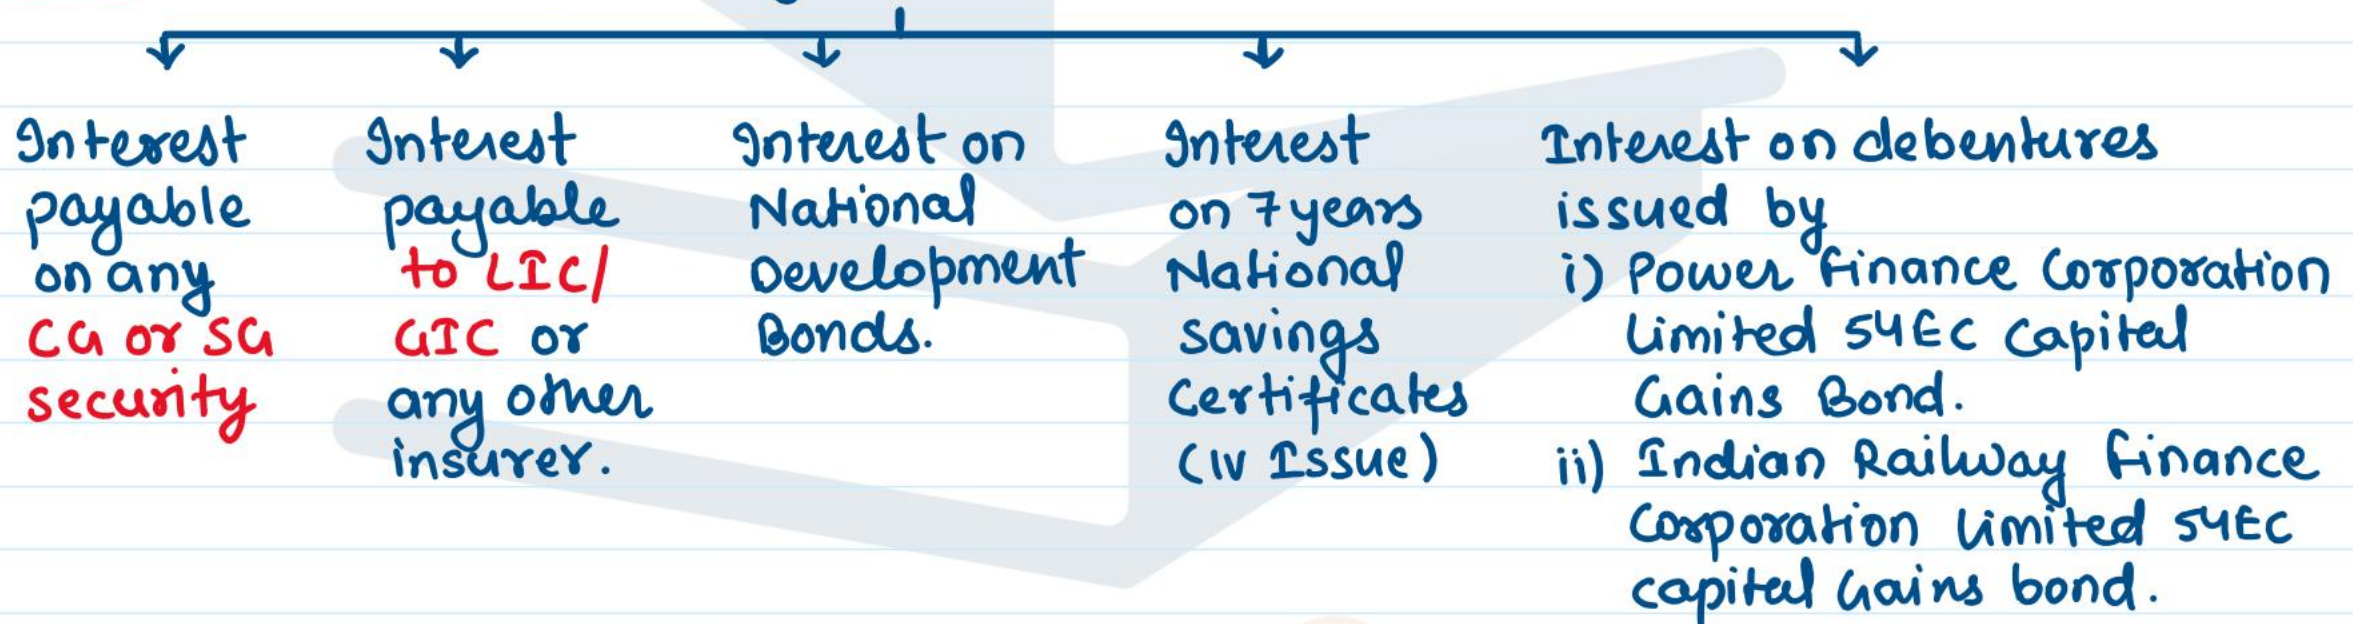 Interest
payable
on any
CG or SG
security
Interest
payable
to LIC/
GIC or
any other
insurer.
Interest on
National
Development
Bonds.
Interest
on 7 years
National
Savings
Certificates
(IV Issue)
Interest on debentures
issued by
i) Power Finance Corporation
Limited 54EC Capital
Gains Bond.
ii) Indian Railway Finance
Corporation Limited 54EC
capital Gains bond.